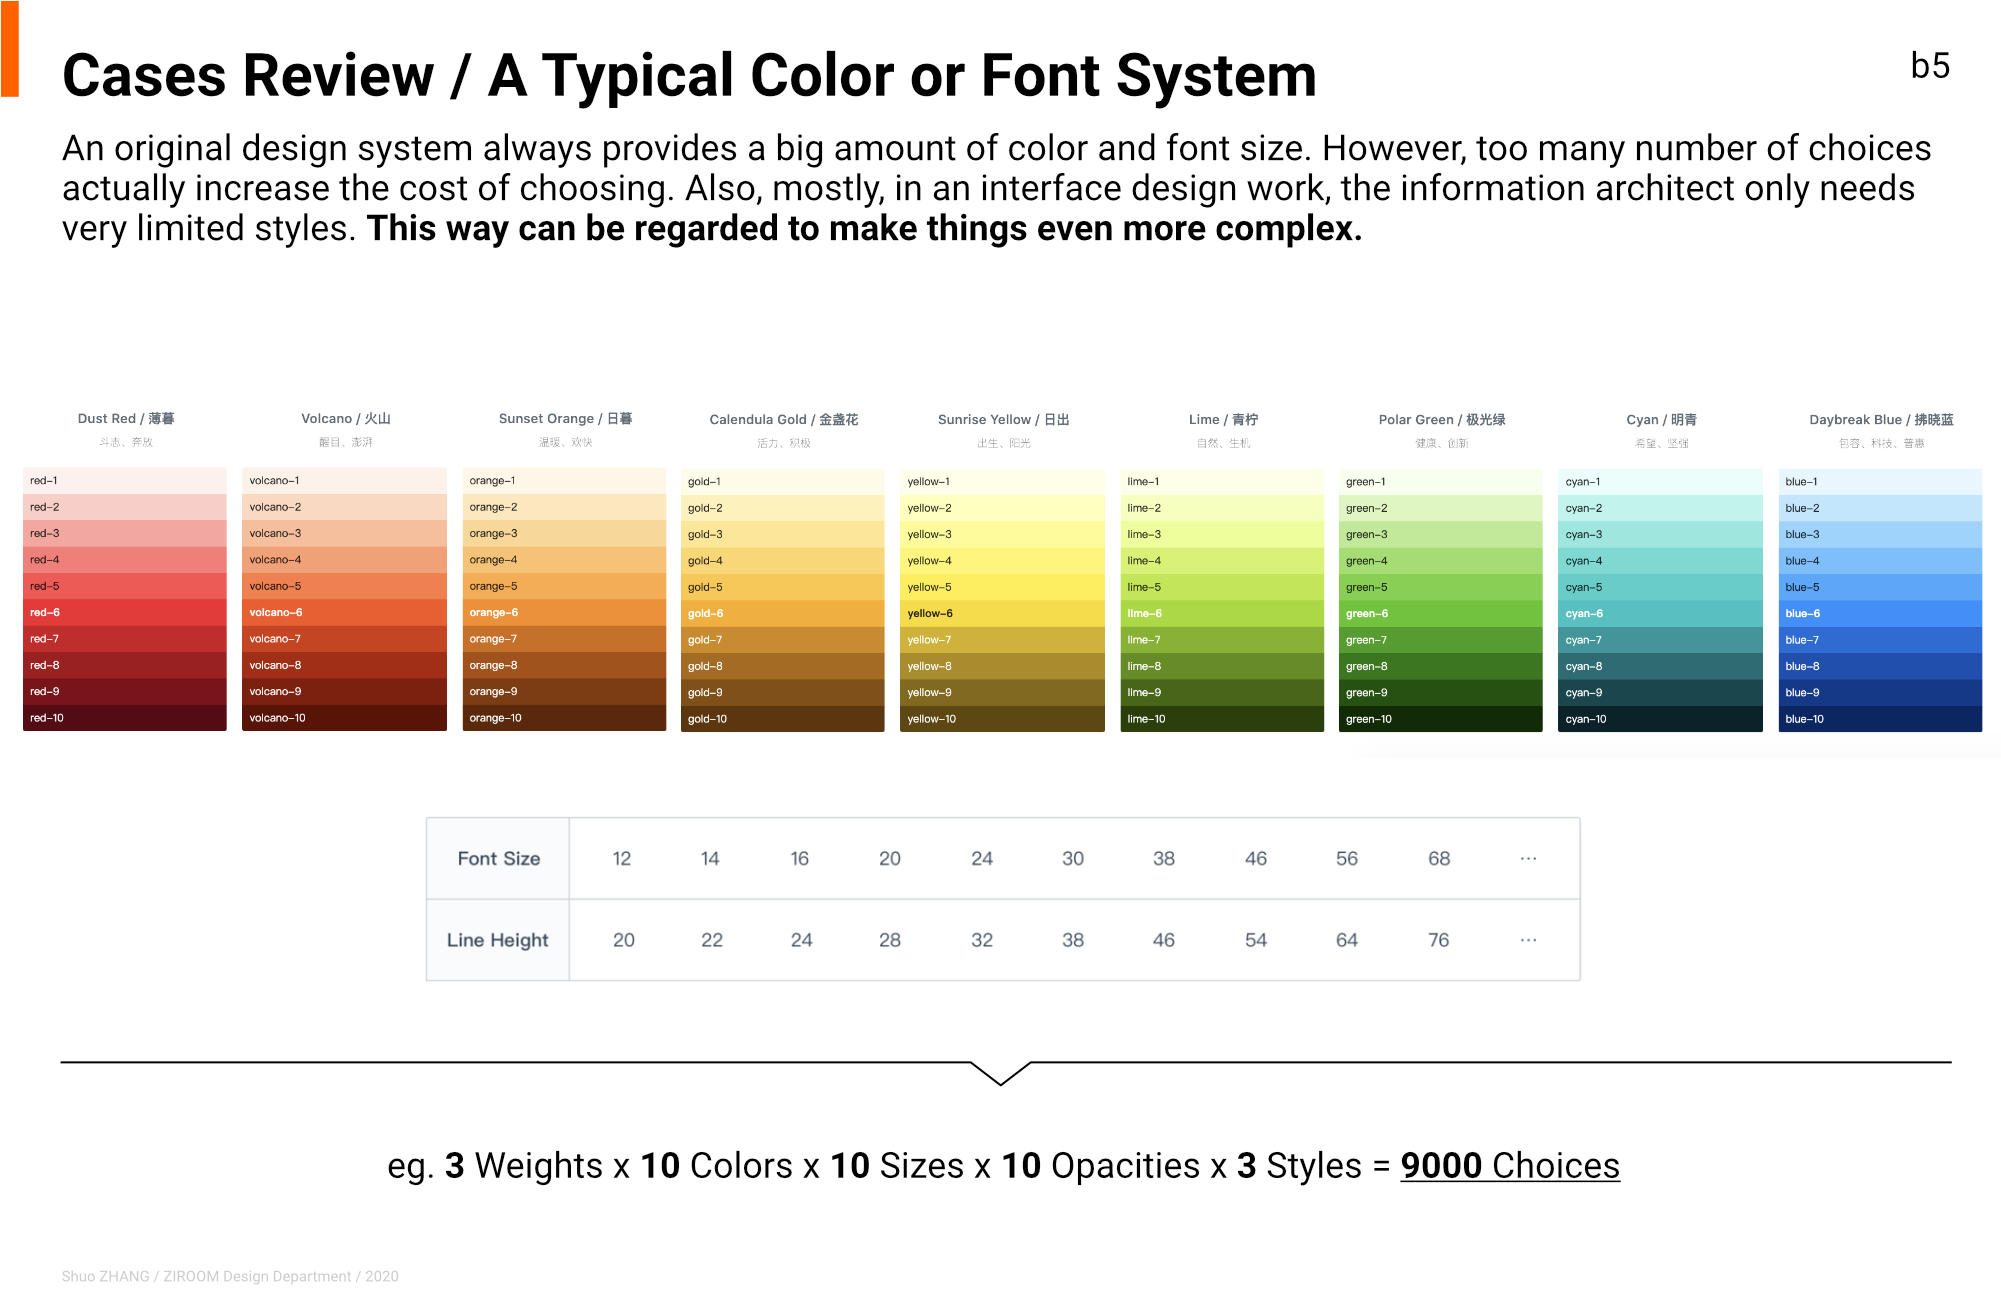 Cases Review / A Typical Color or Font System
b5
An original design system always provides a big amount of color and font size. However, too many number of choices
actually increase the cost of choosing. Also, mostly, in an interface design work, the information architect only needs
very limited styles. This way can be regarded to make things even more complex.
Dust Red / 薄暮
斗志、奔放
red–1
red–2
red–3
red–4
red–5
red–6
red–7
red–8
red–9
red–10
Volcano / 火山
醒目、澎湃
volcano–1
volcano–2
volcano–3
volcano–4
volcano–5
volcano–6
volcano–7
volcano–8
volcano–9
volcano–10
Sunset Orange / 日暮
温暖、欢快
orange–1
orange–2
orange–3
orange–4
orange–5
orange–6
orange–7
orange–8
orange–9
orange–10
Calendula Gold / 金盏花
活力、积极
gold–1
gold–2
gold–3
gold–4
gold–5
gold–6
gold–7
gold–8
gold–9
gold–10
Sunrise Yellow / 日出
出生、阳光
yellow–1
yellow–2
yellow–3
yellow–4
yellow–5
yellow–6
yellow–7
yellow–8
yellow–9
yellow–10
Lime / 青柠
自然、生机
lime–1
lime–2
lime–3
lime–4
lime–5
lime–6
lime–7
lime–8
lime–9
lime–10
Polar Green / 极光绿
健康、创新
green–1
green–2
green–3
green–4
green–5
green–6
green–7
green–8
green–9
green–10
Cyan / 明青
希望、坚强
cyan–1
cyan–2
cyan–3
cyan–4
cyan–5
cyan–6
cyan–7
cyan–8
cyan–9
cyan–10
Daybreak Blue / 拂晓蓝
包容、科技、普惠
blue–1
blue–2
blue–3
blue–4
blue–5
blue–6
blue–7
blue–8
blue–9
blue–10
Font Size 12 14 16 20 24 30 38 46 56 68 ···
Line Height 20 22 24 28 32 38 46 54 64 76 ···
eg. 3 Weights x 10 Colors x 10 Sizes x 10 Opacities x 3 Styles = 9000 Choices
Shuo ZHANG / ZIROOM Design Department / 2020